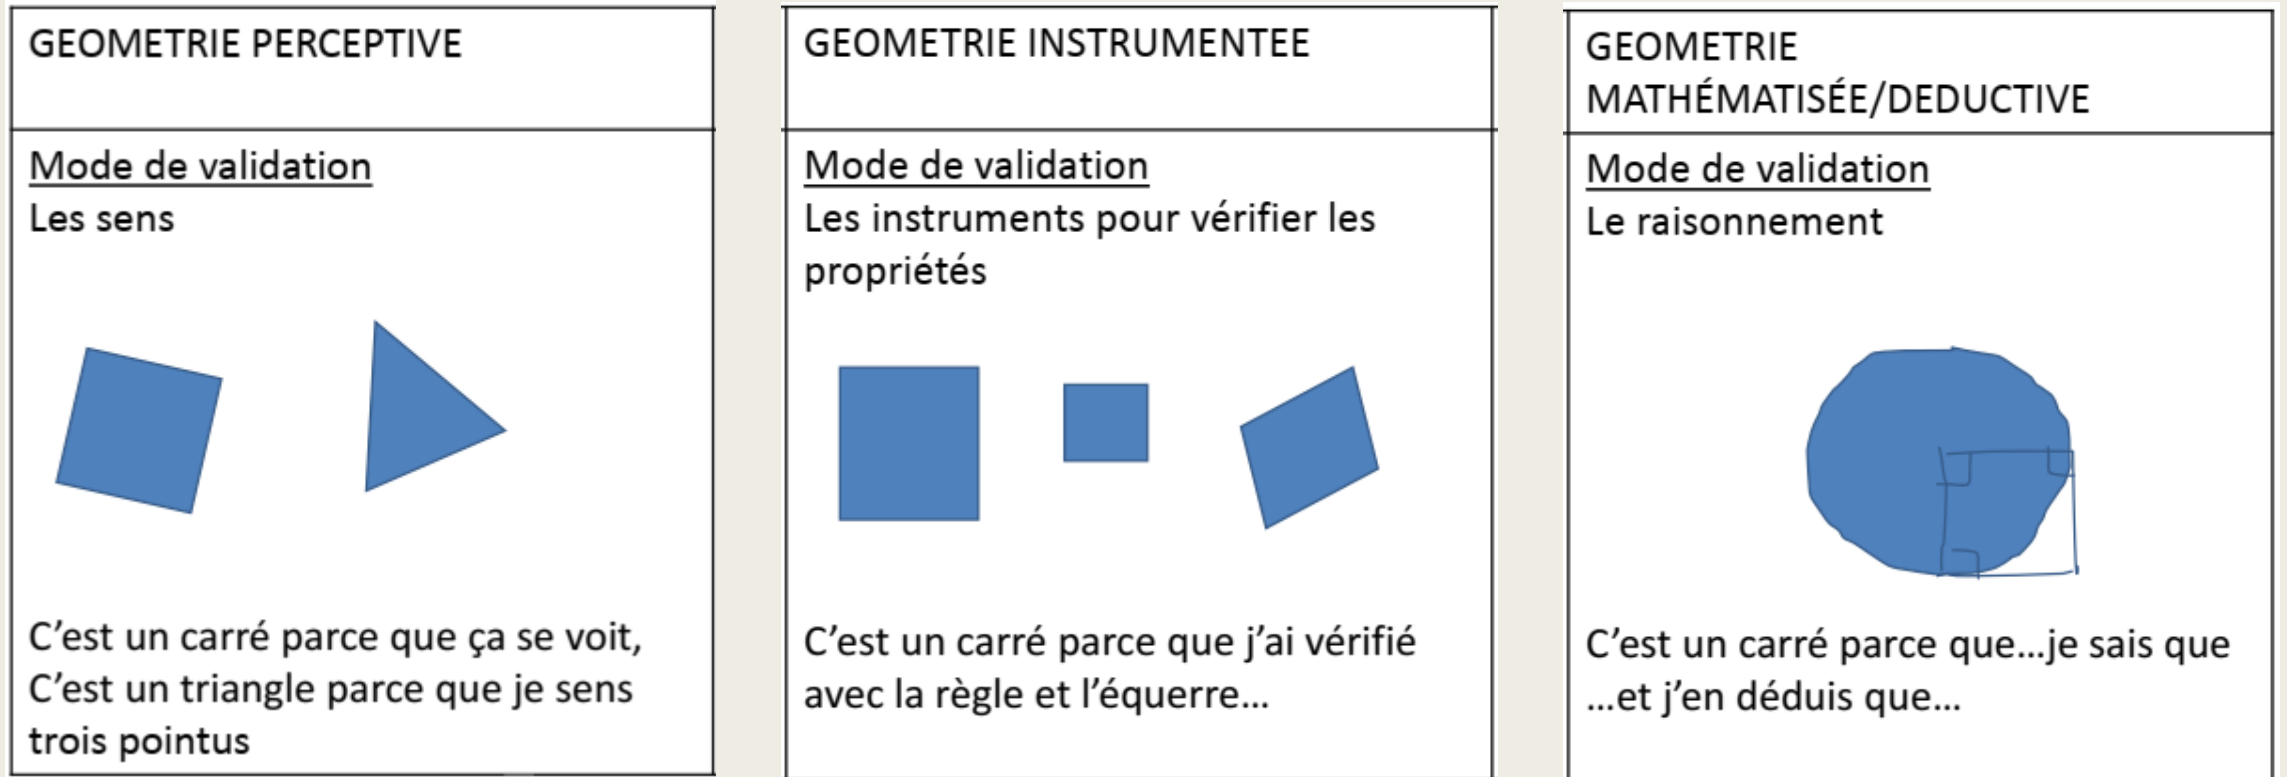 GEOMETRIE PERCEPTIVE
Mode de validation
Les sens
C'est un carré parce que ça se voit,
C'est un triangle parce que je sens
trois pointus
GEOMETRIE INSTRUMENTEE
Mode de validation
Les instruments pour vérifier les
propriétés
C'est un carré parce que j'ai vérifié
avec la règle et l'équerre...
GEOMETRIE
MATHÉMATISÉE/DEDUCTIVE
Mode de validation
Le raisonnement
C'est un carré parce que...je sais que
...et j'en déduis que...